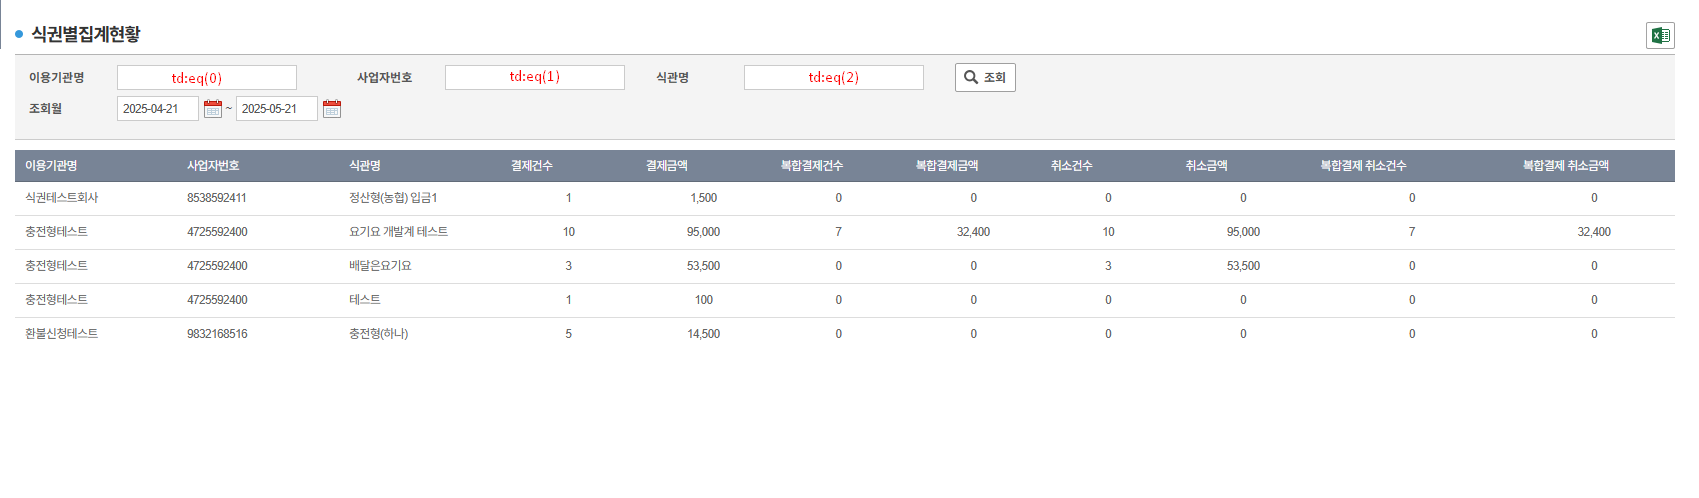 식권별집계현황
이용기관명 td:eq(0) 사업자번호 td:eq(1) 식관명 td:eq(2) 조회
조회월 2025-04-21 ~ 2025-05-21
이용기관명 사업자번호 식관명 결제건수 결제금액 복합결제건수 복합결제금액 취소건수 취소금액 복합결제 취소건수 복합결제 취소금액
식권테스트회사 8538592411 정산형(농협) 입금1 1 1,500 0 0 0 0 0 0
충전형테스트 4725592400 요기요 개발계 테스트 10 95,000 7 32,400 10 95,000 7 32,400
충전형테스트 4725592400 배달은요기요 3 53,500 0 0 3 53,500 0 0
충전형테스트 4725592400 테스트 1 100 0 0 0 0 0 0
환불신청테스트 9832168516 충전형(하나) 5 14,500 0 0 0 0 0 0